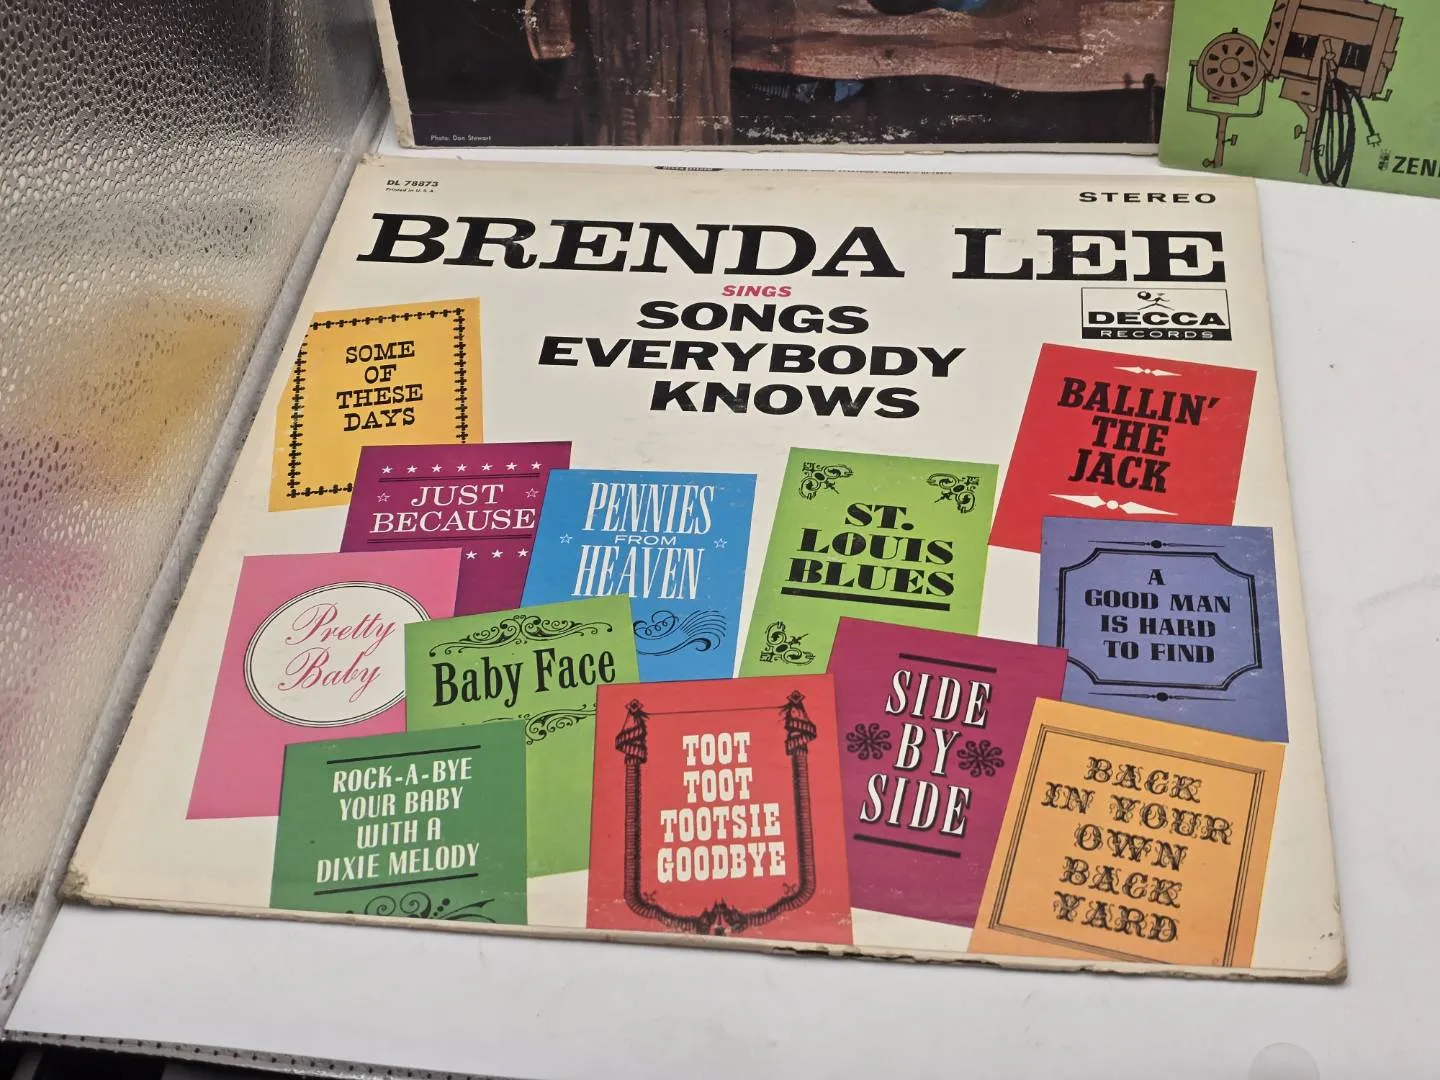 Photo: Don Stewart
ZEN
DL 78873
Printed in U.S.A.
STEREO
BRENDA LEE
SINGS
SONGS
EVERYBODY
KNOWS
DECCA
RECORDS
SOME
OF
THESE
DAYS
BALLIN'
THE
JACK
JUST
BECAUSE
PENNIES
FROM
HEAVEN
ST.
LOUIS
BLUES
A
GOOD MAN
IS HARD
TO FIND
Pretty
Baby
Baby Face
SIDE
BY
SIDE
ROCK-A-BYE
YOUR BABY
WITH A
DIXIE MELODY
TOOT
TOOT
TOOTSIE
GOODBYE
BACK
IN YOUR
OWN
BACK
YARD